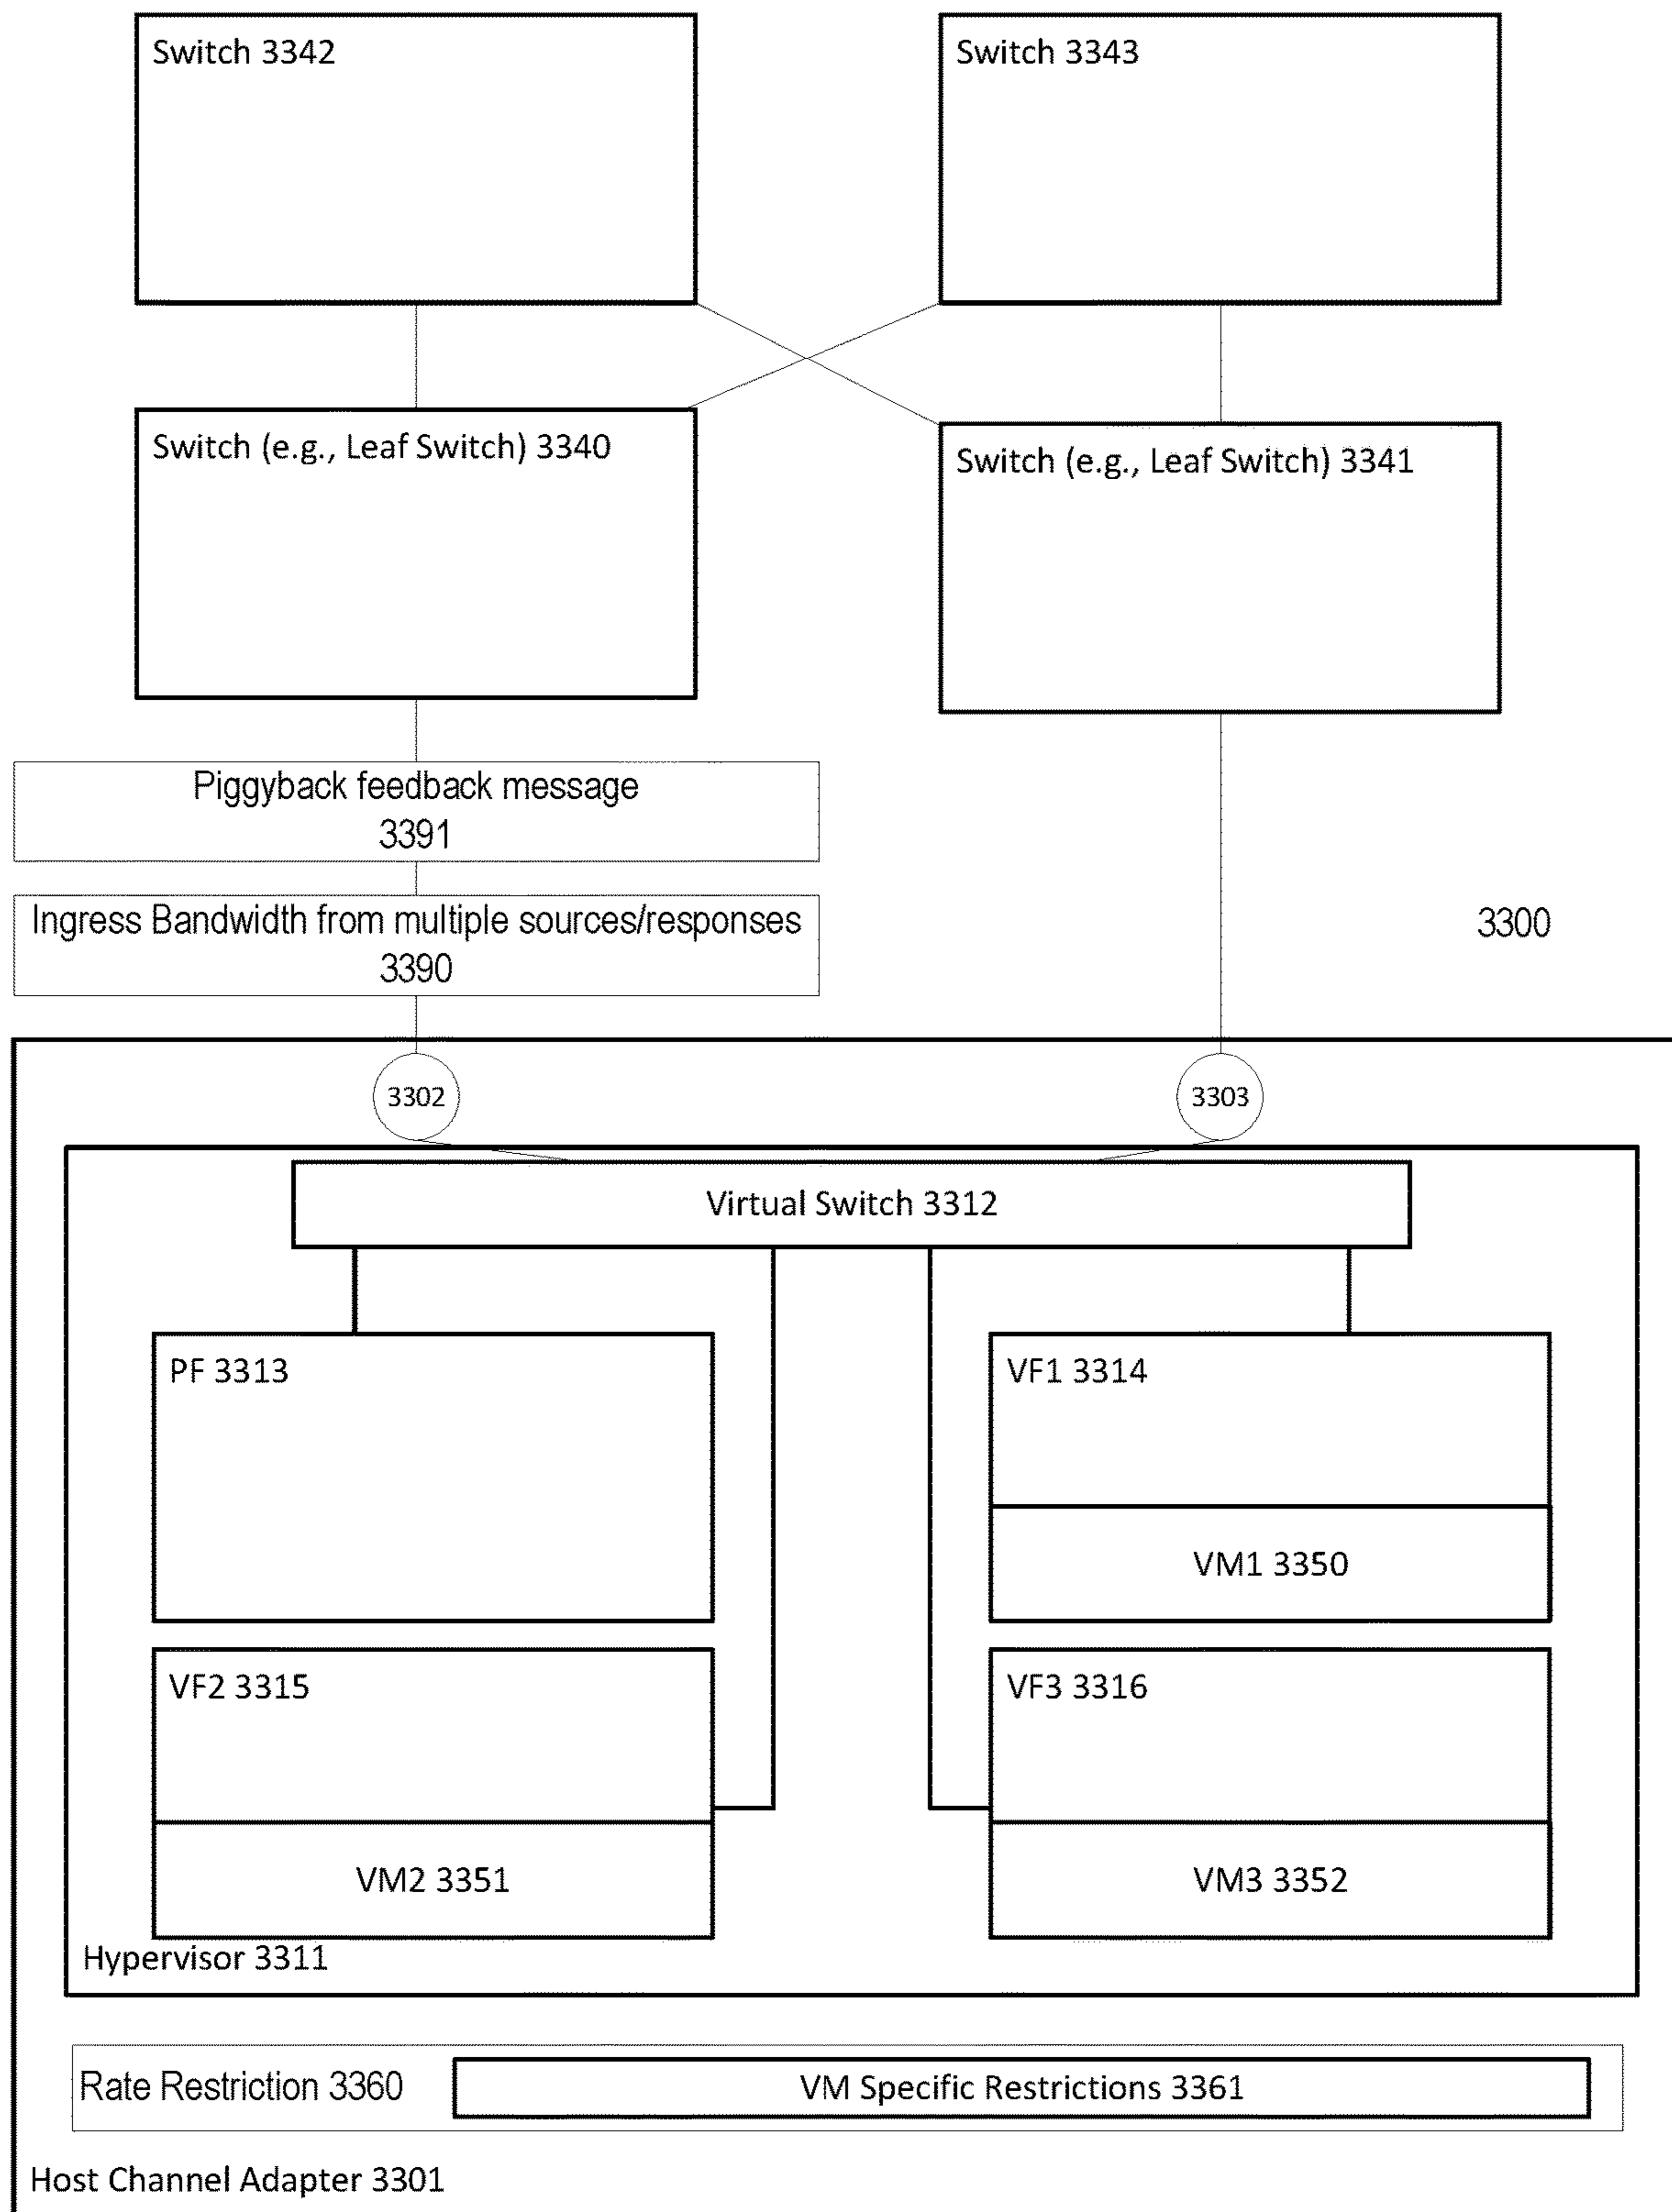 Switch 3342
Switch 3343
Switch (e.g., Leaf Switch) 3340
Switch (e.g., Leaf Switch) 3341
Piggyback feedback message
3391
Ingress Bandwidth from multiple sources/responses
3390
3300
3302
3303
Virtual Switch 3312
PF 3313
VF1 3314
VM1 3350
VF2 3315
VF3 3316
VM2 3351
VM3 3352
Hypervisor 3311
Rate Restriction 3360
VM Specific Restrictions 3361
Host Channel Adapter 3301